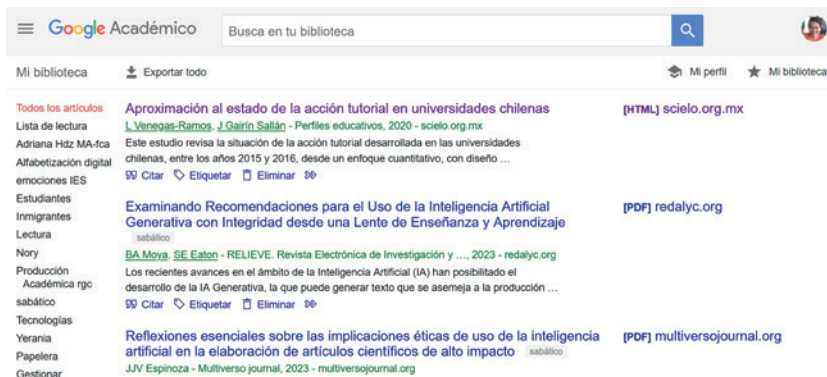 Google Académico
Busca en tu biblioteca
Mi biblioteca
Exportar todo
Mi perfil
Mi biblioteca
Todos los artículos
Lista de lectura
Adriana Hdz MA-fca
Alfabetización digital
emociones IES
Estudiantes
Inmigrantes
Lectura
Nory
Producción
Académica rgc
sabático
Tecnologías
Yerania
Papelera
Gestionar
Aproximación al estado de la acción tutorial en universidades chilenas
[HTML] scielo.org.mx
L Venegas-Ramos, J Gairín Sallán - Perfiles educativos, 2020 - scielo.org.mx
Este estudio revisa la situación de la acción tutorial desarrollada en las universidades
chilenas, entre los años 2015 y 2016, desde un enfoque cuantitativo, con diseño …
Citar Etiquetar Eliminar
Examinando Recomendaciones para el Uso de la Inteligencia Artificial
[PDF] redalyc.org
Generativa con Integridad desde una Lente de Enseñanza y Aprendizaje
sabático
BA Moya, SE Eaton - RELIEVE. Revista Electrónica de Investigación y …, 2023 - redalyc.org
Los recientes avances en el ámbito de la Inteligencia Artificial (IA) han posibilitado el
desarrollo de la IA Generativa, la que puede generar texto que se asemeja a la producción …
Citar Etiquetar Eliminar
Reflexiones esenciales sobre las implicaciones éticas de uso de la inteligencia
[PDF] multiversojournal.org
artificial en la elaboración de artículos científicos de alto impacto sabático
JJV Espinoza - Multiverso journal, 2023 - multiversojournal.org